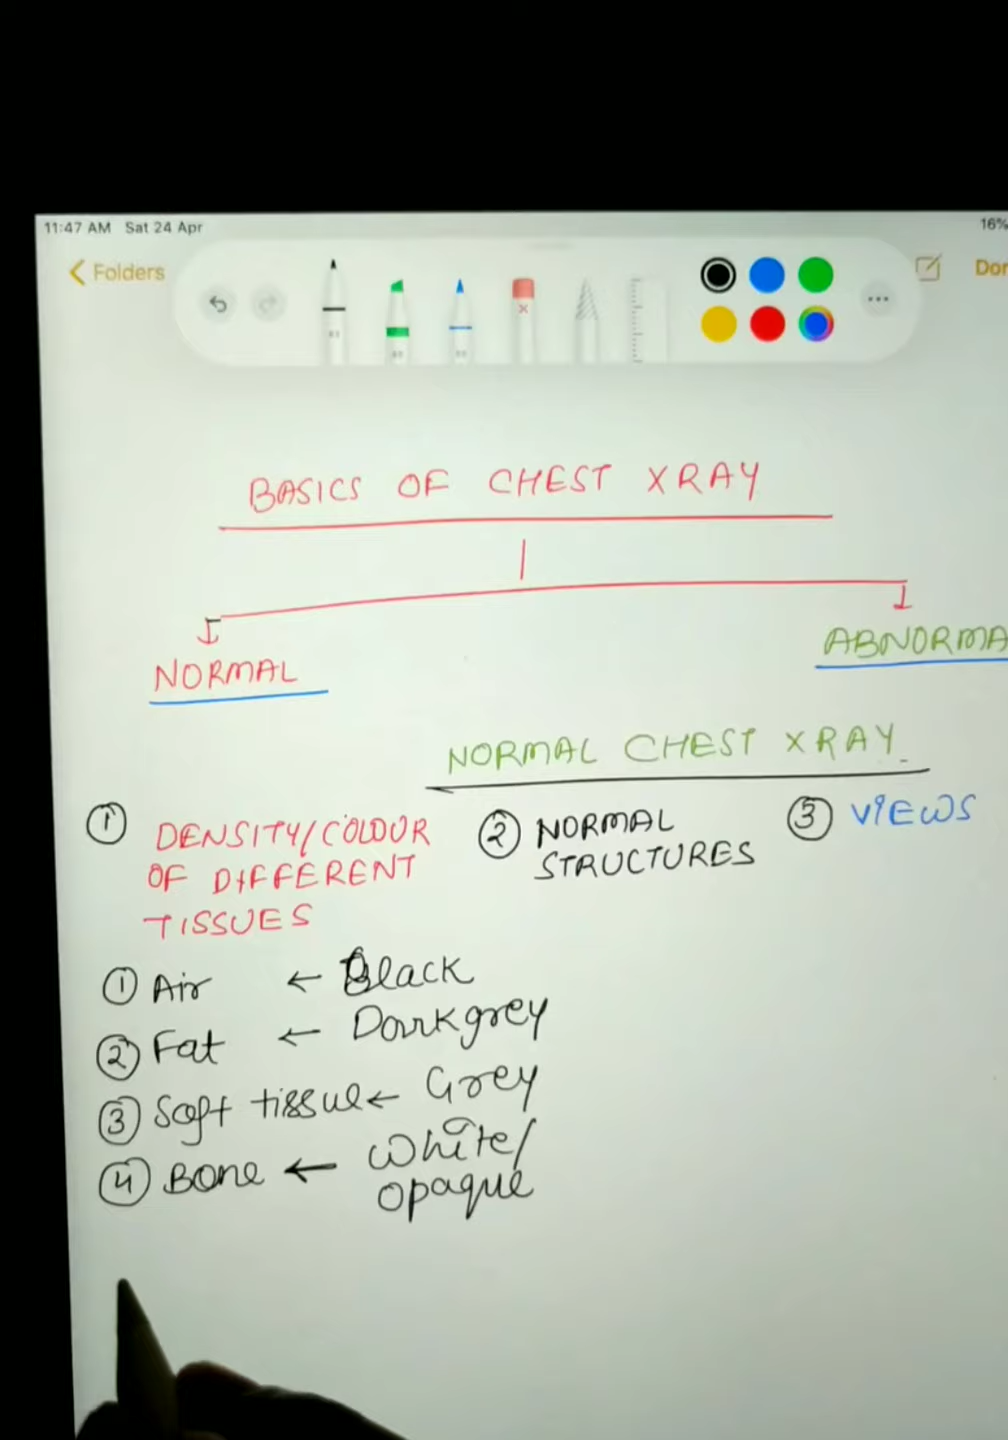 11:47 AM Sat 24 Apr
16%
Folders
Don
BASICS OF CHEST XRAY
NORMAL
ABNORMA
NORMAL CHEST XRAY
① DENSITY/COLOUR
OF DIFFERENT
TISSUES
② NORMAL
STRUCTURES
③ VIEWS
① Air ← Black
② Fat ← Dark grey
③ Soft tissue ← Grey
④ Bone ← White/
opaque